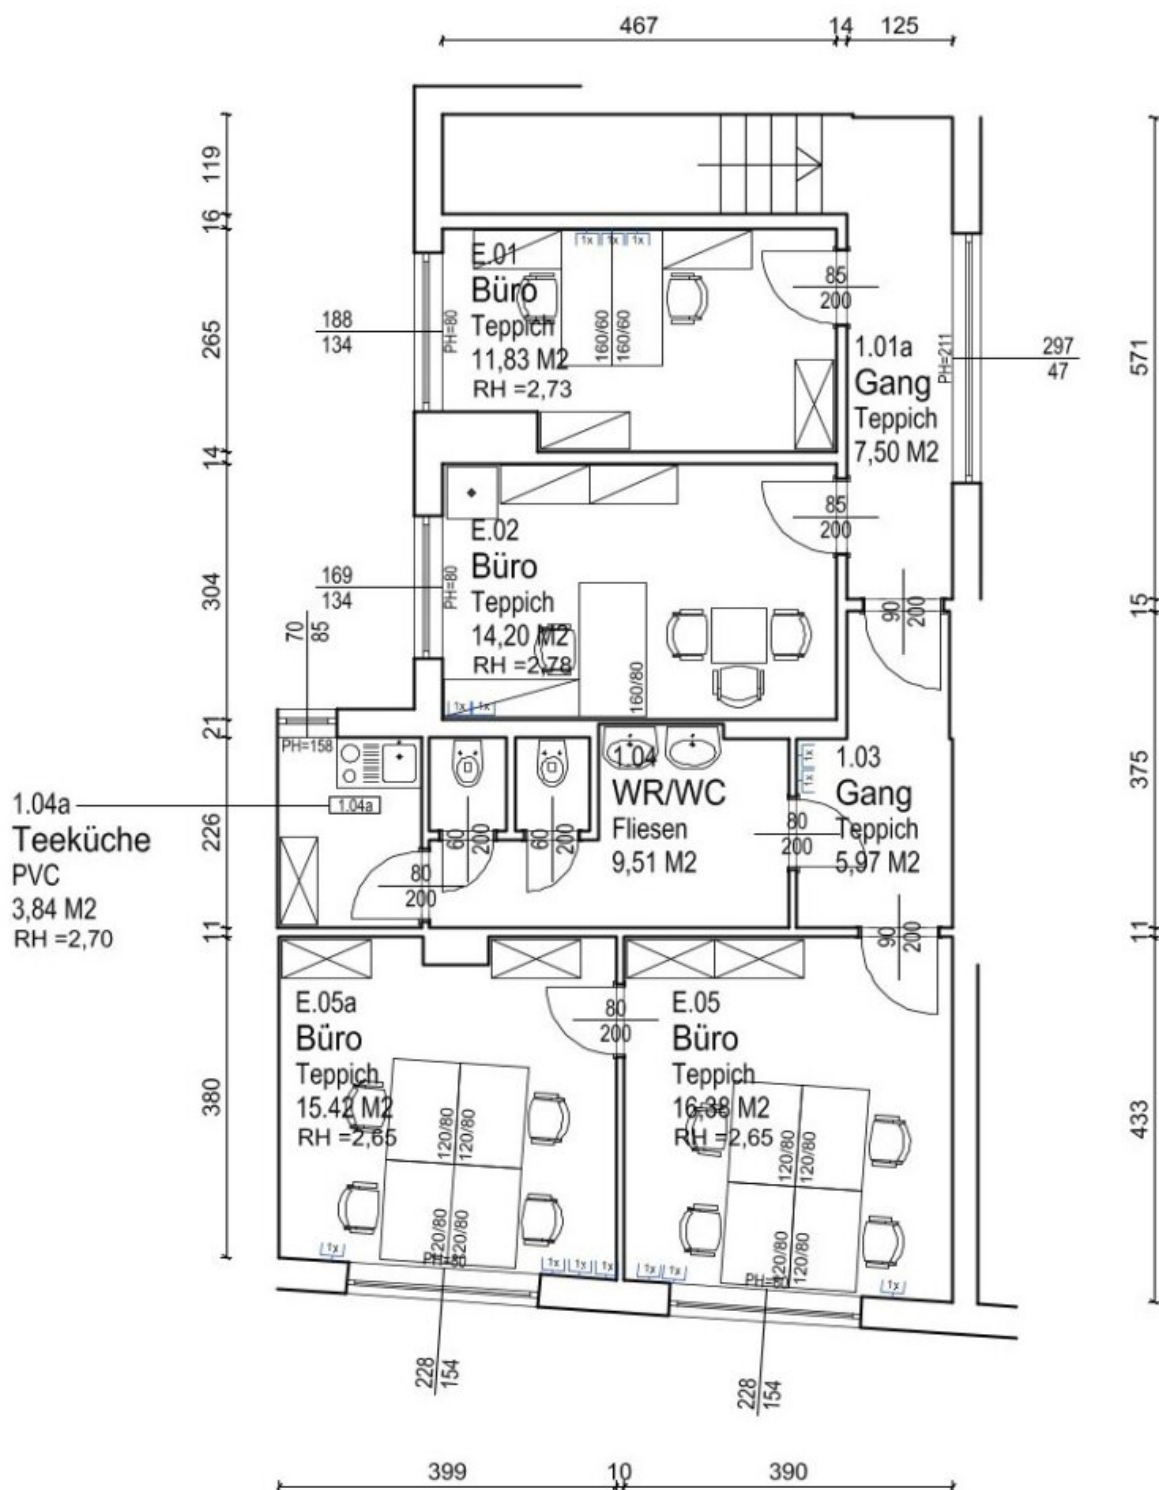 467
14
125
119
16
265
14
304
21
226
11
380
571
15
375
11
433
E.01
Büro
Teppich
11,83 M2
RH =2,73
1x
1x
1x
160/60
160/60
PH=80
188
134
85
200
1.01a
Gang
Teppich
7,50 M2
PH=211
297
47
E.02
Büro
Teppich
14,20 M2
RH =2,78
160/80
1x
1x
PH=80
169
134
85
200
90
200
70
85
PH=158
1.04a
1.04a
Teeküche
PVC
3,84 M2
RH =2,70
80
200
60
200
60
200
1.04
WR/WC
Fliesen
9,51 M2
80
200
1x
1x
1x
1.03
Gang
Teppich
5,97 M2
90
200
E.05a
Büro
Teppich
15.42 M2
RH =2,65
120/80
120/80
120/80
120/80
PH=80
1x
1x
1x
1x
80
200
E.05
Büro
Teppich
16,38 M2
RH =2,65
120/80
120/80
120/80
120/80
PH=80
1x
1x
1x
228
154
228
154
399
10
390